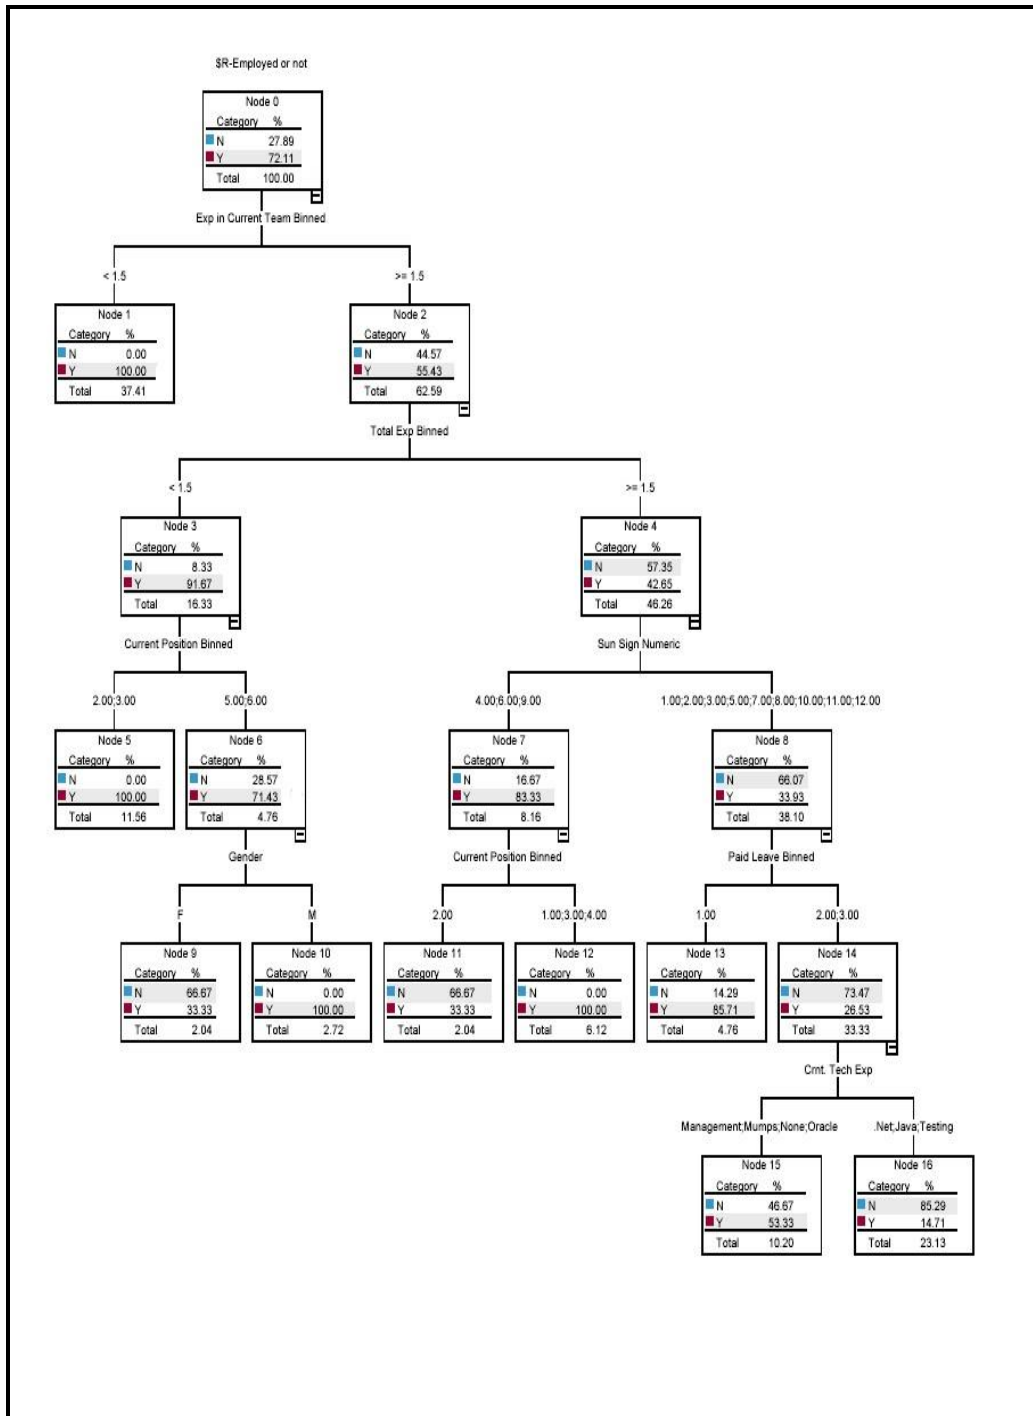 $R-Employed or not
Node 0
Category %
N 27.89
Y 72.11
Total 100.00
Exp in Current Team Binned
< 1.5
>= 1.5
Node 1
Category %
N 0.00
Y 100.00
Total 37.41
Node 2
Category %
N 44.57
Y 55.43
Total 62.59
Total Exp Binned
< 1.5
>= 1.5
Node 3
Category %
N 8.33
Y 91.67
Total 16.33
Node 4
Category %
N 57.35
Y 42.65
Total 46.26
Current Position Binned
Sun Sign Numeric
2.00;3.00
5.00;6.00
4.00;6.00;9.00
1.00;2.00;3.00;5.00;7.00;8.00;10.00;11.00;12.00
Node 5
Category %
N 0.00
Y 100.00
Total 11.56
Node 6
Category %
N 28.57
Y 71.43
Total 4.76
Node 7
Category %
N 16.67
Y 83.33
Total 8.16
Node 8
Category %
N 66.07
Y 33.93
Total 38.10
Gender
Current Position Binned
Paid Leave Binned
F
M
2.00
1.00;3.00;4.00
1.00
2.00;3.00
Node 9
Category %
N 66.67
Y 33.33
Total 2.04
Node 10
Category %
N 0.00
Y 100.00
Total 2.72
Node 11
Category %
N 66.67
Y 33.33
Total 2.04
Node 12
Category %
N 0.00
Y 100.00
Total 6.12
Node 13
Category %
N 14.29
Y 85.71
Total 4.76
Node 14
Category %
N 73.47
Y 26.53
Total 33.33
Crnt. Tech Exp
Management;Mumps;None;Oracle
.Net;Java;Testing
Node 15
Category %
N 46.67
Y 53.33
Total 10.20
Node 16
Category %
N 85.29
Y 14.71
Total 23.13